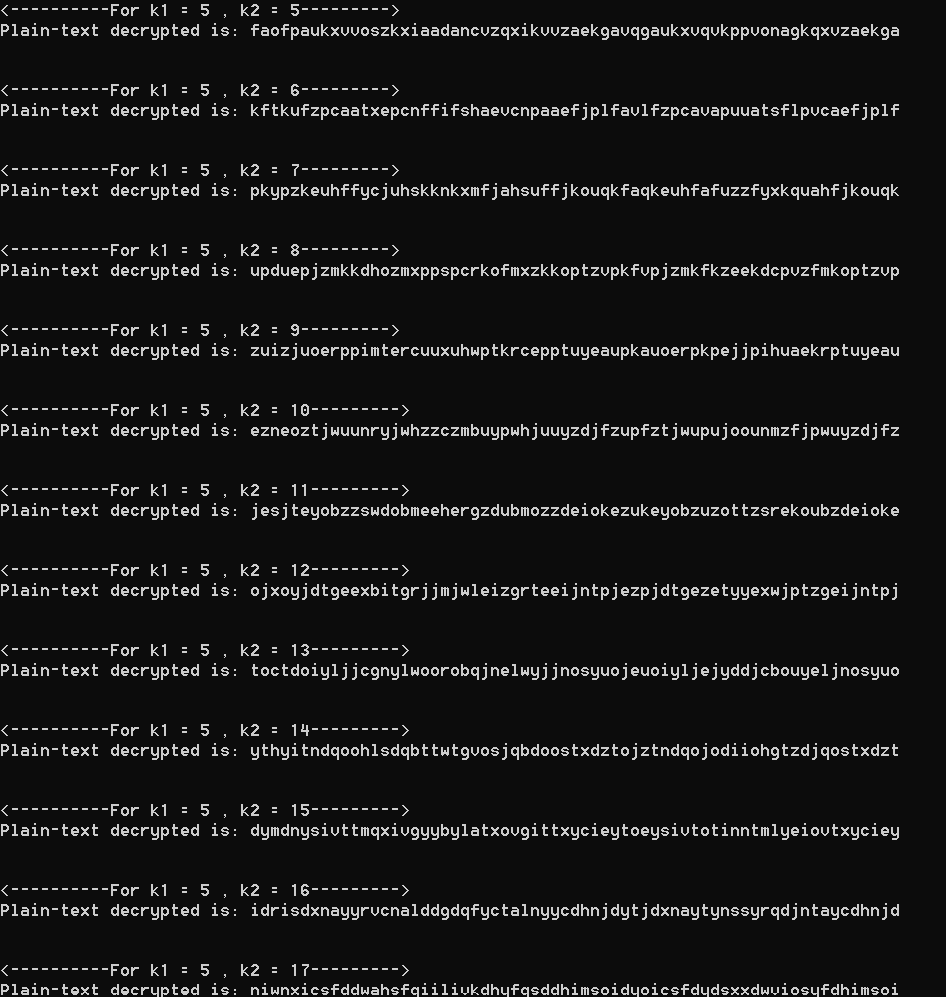 <----------For k1 = 5 , k2 = 5--------->
Plain-text decrypted is: faofpaukxvvoszkxiaadancvzqxikvvzaekgavqgaukxvqvkppvonagkqxvzaekga
<----------For k1 = 5 , k2 = 6--------->
Plain-text decrypted is: kftkufzpcaatxepcnffifshaevcnpaaefjplfavlfzpcavapuuatsflpvcaefjplf
<----------For k1 = 5 , k2 = 7--------->
Plain-text decrypted is: pkypzkeuhffycjuhskknkxmfjahsuffjkouqkfaqkeuhfafuzzfyxkquahfjkouqk
<----------For k1 = 5 , k2 = 8--------->
Plain-text decrypted is: upduepjzmkkdhozmxppspcrkofmxzkkoptzvpkfvpjzmkfkzeekdcpvzfmkoptzvp
<----------For k1 = 5 , k2 = 9--------->
Plain-text decrypted is: zuizjuoerppimtercuuxuhwptkrcepptuyeaupkauoerpkpejjpihuaekrptuyeau
<----------For k1 = 5 , k2 = 10--------->
Plain-text decrypted is: ezneoztjwuunryjwhzzczmbuypwhjuuyzdjfzupfztjwupujoounmzfjpwuyzdjfz
<----------For k1 = 5 , k2 = 11--------->
Plain-text decrypted is: jesjteyobzzswdobmeehergzdubmozzdeiokezukeyobzuzottzsrekoubzdeioke
<----------For k1 = 5 , k2 = 12--------->
Plain-text decrypted is: ojxoyjdtgeexbitgrjjmjwleizgrteeijntpjezpjdtgezetyyexwjptzgeijntpj
<----------For k1 = 5 , k2 = 13--------->
Plain-text decrypted is: toctdoiyljjcgnylwoorobqjnelwyjjnosyuojeuoiyljejyddjcbouyeljnosyuo
<----------For k1 = 5 , k2 = 14--------->
Plain-text decrypted is: ythyitndqoohlsdqbttwtgvosjqbdoostxdztojztndqojodiiohgtzdjqostxdzt
<----------For k1 = 5 , k2 = 15--------->
Plain-text decrypted is: dymdnysivttmqxivgyybylatxovgittxycieytoeysivtotinntmlyeiovtxyciey
<----------For k1 = 5 , k2 = 16--------->
Plain-text decrypted is: idrisdxnayyrvcnalddgdqfyctalnyycdhnjdytjdxnaytynssyrqdjntaycdhnjd
<----------For k1 = 5 , k2 = 17--------->
Plain-text decrypted is: niwnxicsfddwahsfqiilivkdhyfqsddhimsoidyoicsfdydsxxdwviosyfdhimsoi